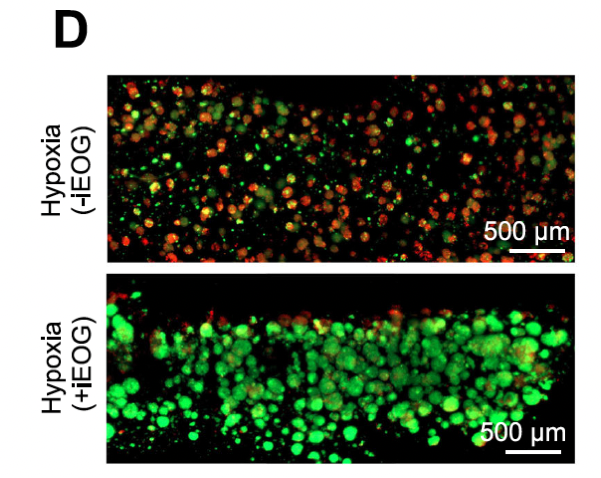 D
Hypoxia
(-iEOG)
500 µm
Hypoxia
(+iEOG)
500 µm